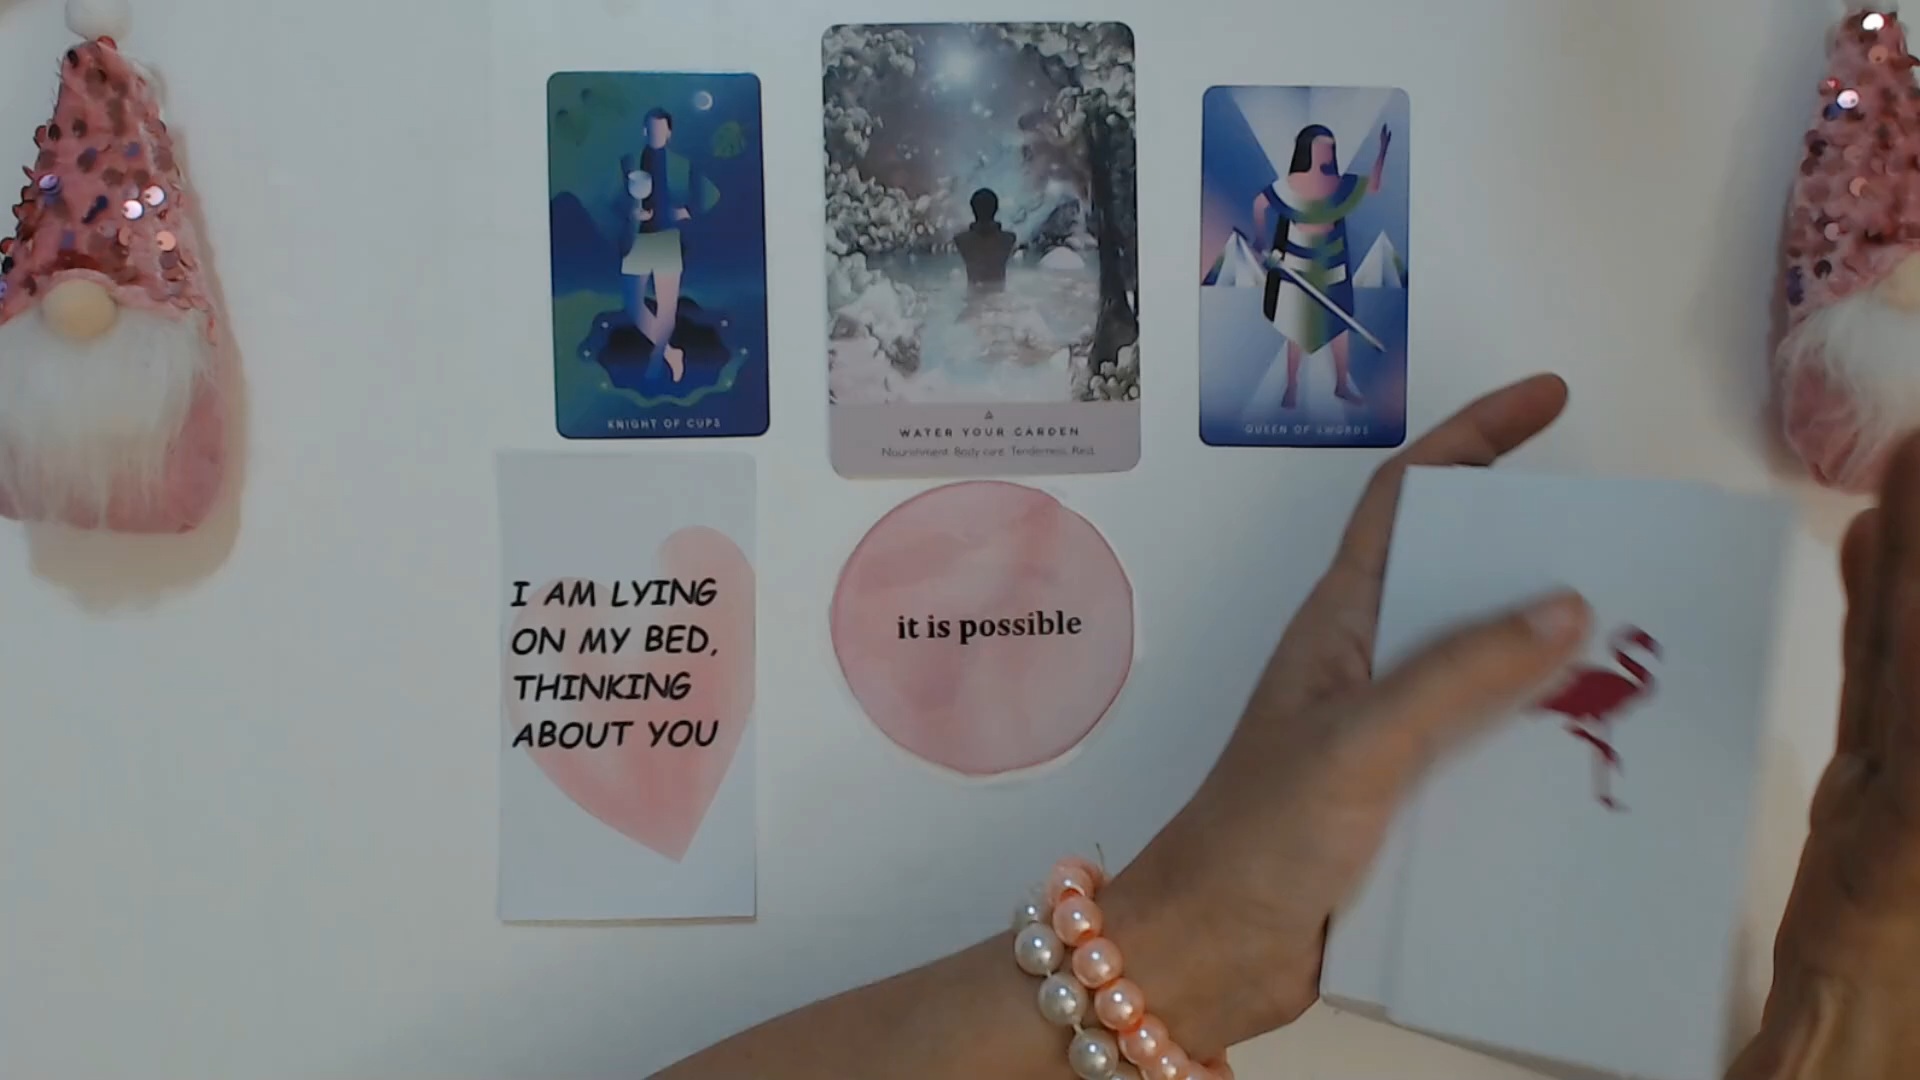 KNIGHT OF CUPS
WATER YOUR GARDEN
Nourishment. Body care. Tenderness. Rest.
QUEEN OF SWORDS
I AM LYING
ON MY BED,
THINKING
ABOUT YOU
it is possible